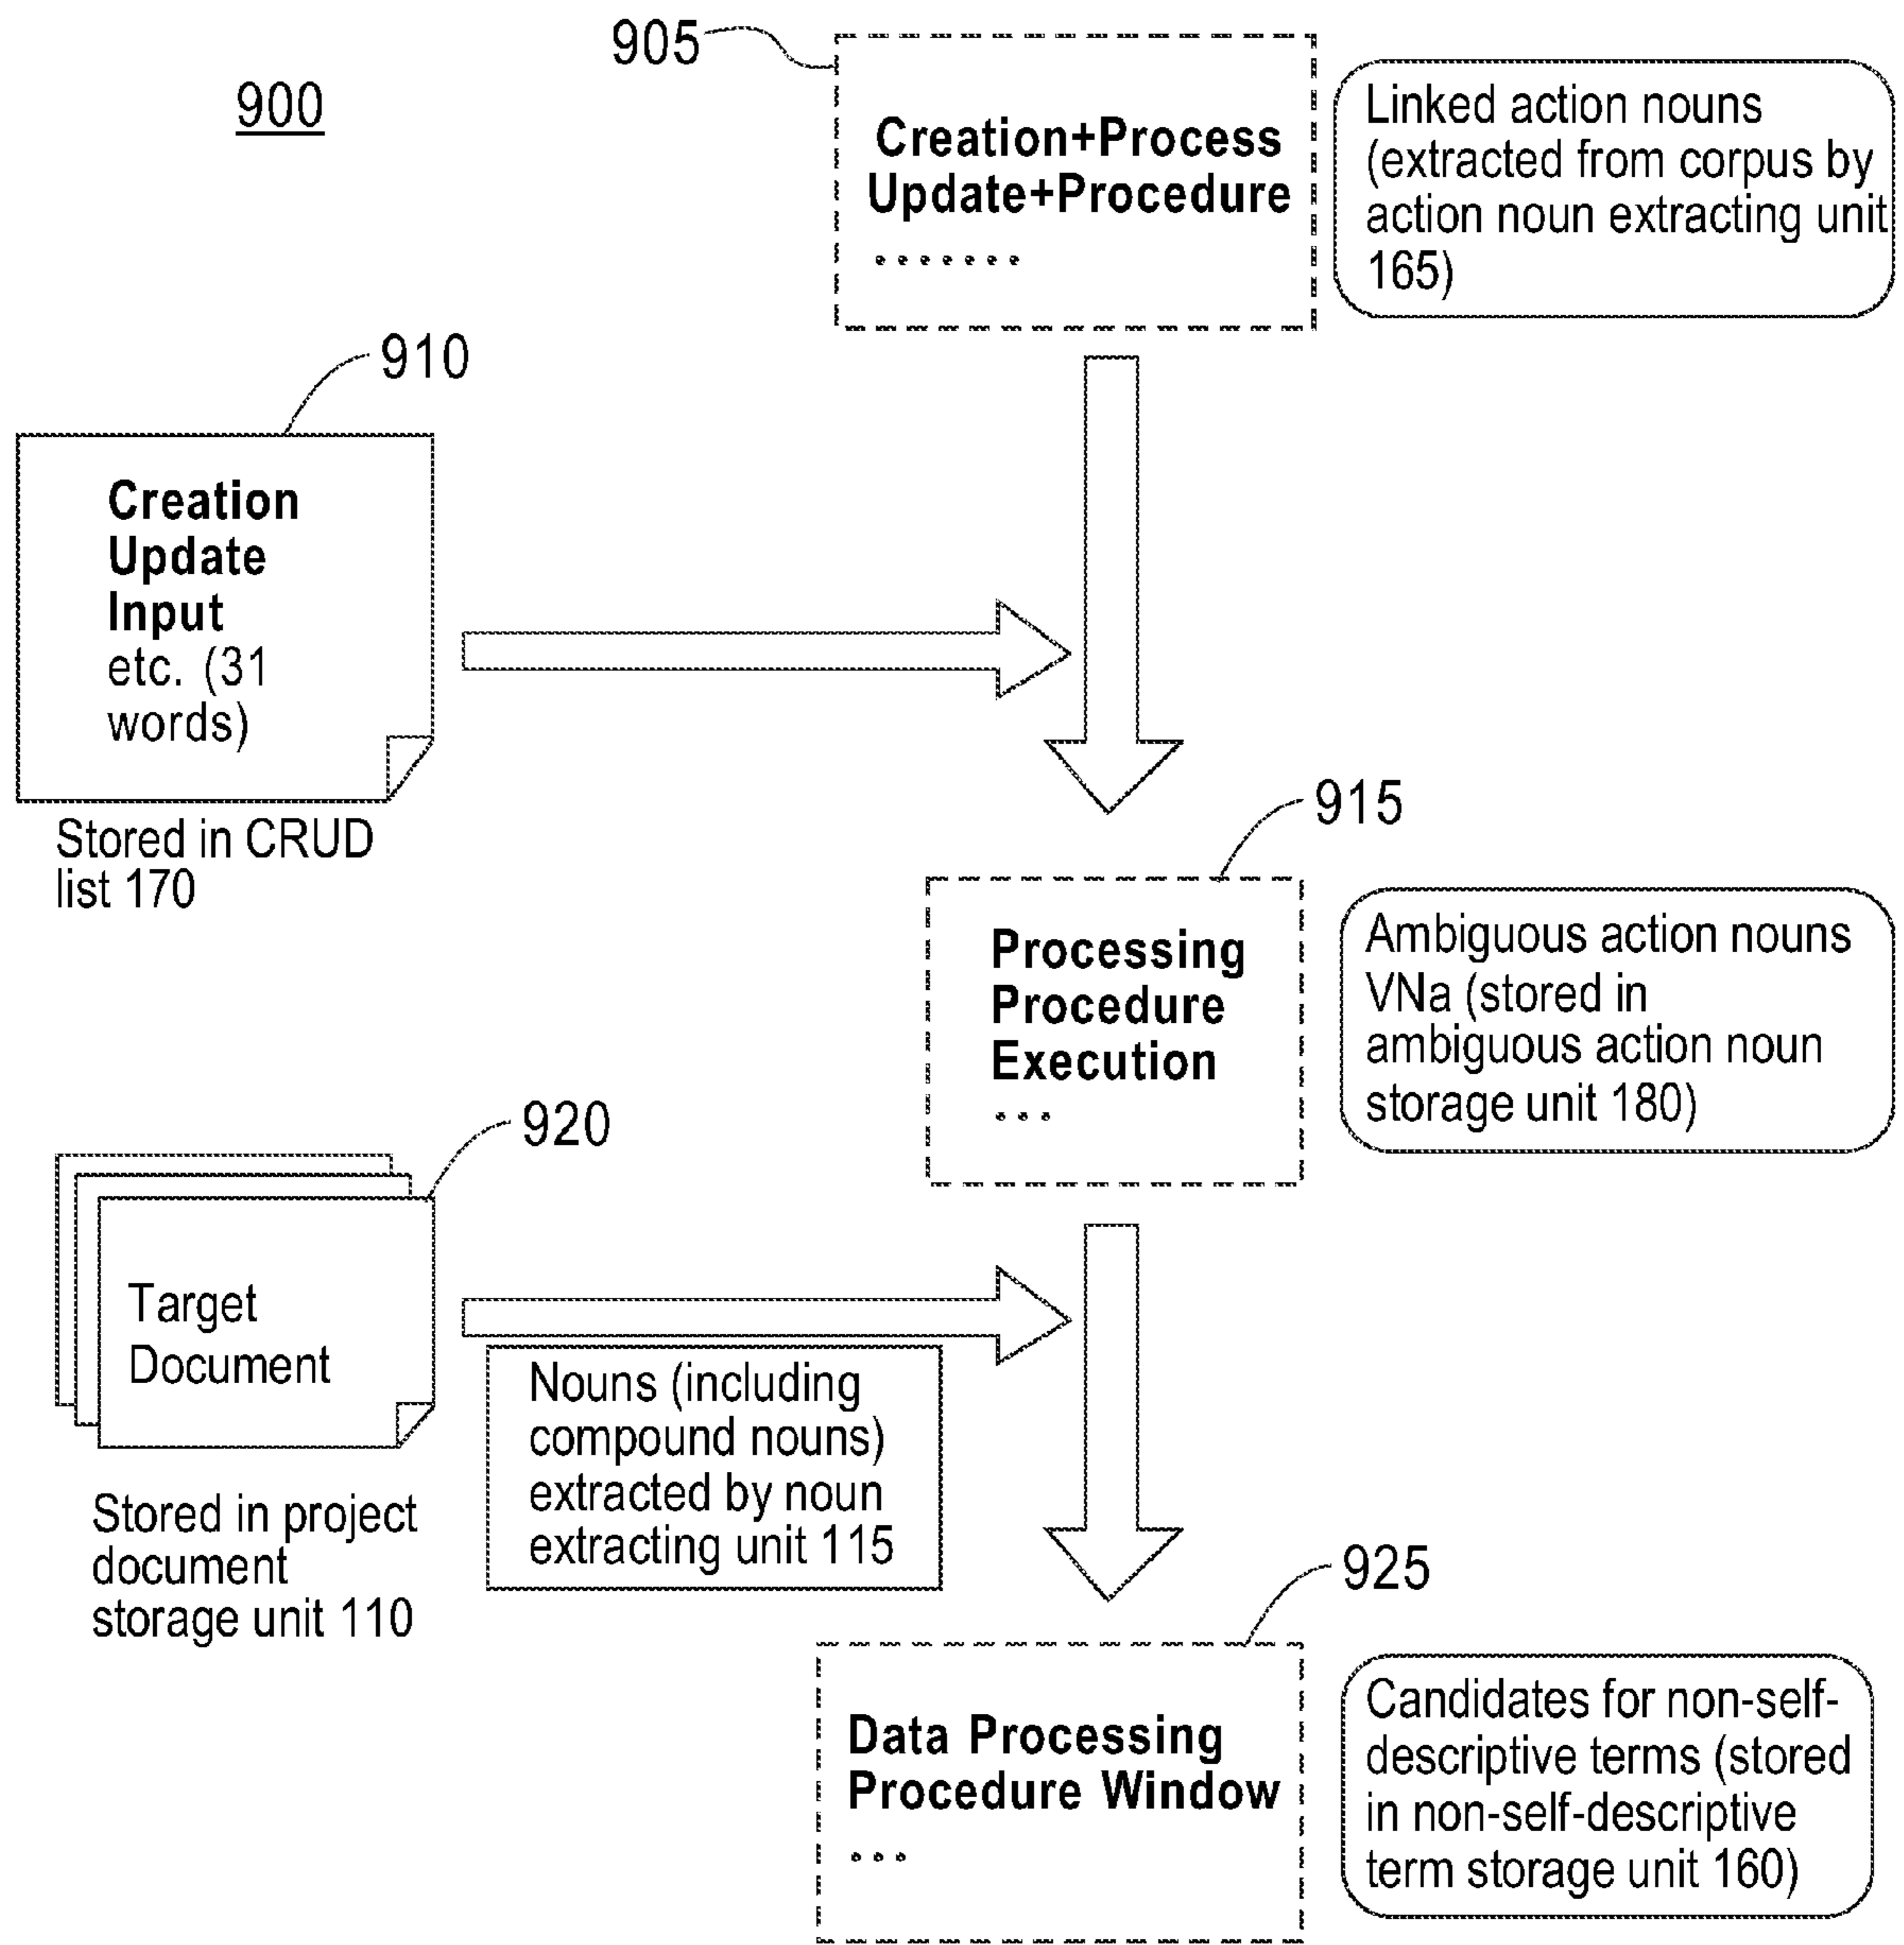 900
905
Creation+Process
Update+Procedure
.......
Linked action nouns
(extracted from corpus by
action noun extracting unit
165)
910
Creation
Update
Input
etc. (31
words)
Stored in CRUD
list 170
915
Processing
Procedure
Execution
...
Ambiguous action nouns
VNa (stored in
ambiguous action noun
storage unit 180)
920
Target
Document
Stored in project
document
storage unit 110
Nouns (including
compound nouns)
extracted by noun
extracting unit 115
925
Data Processing
Procedure Window
...
Candidates for non-self-
descriptive terms (stored
in non-self-descriptive
term storage unit 160)